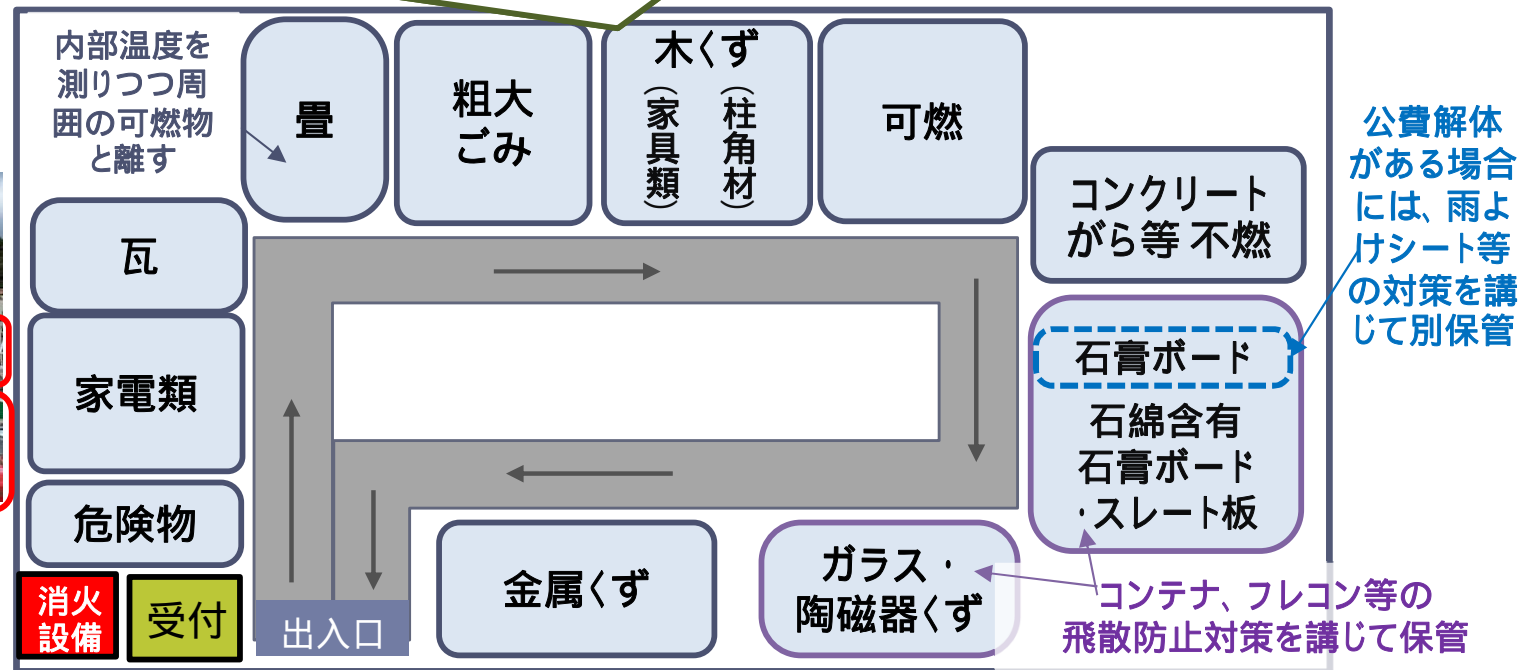 内部温度を
測りつつ周
囲の可燃物
と離す
畳
粗大
ごみ
木くず
（家具類）
（柱角材）
可燃
コンクリート
がら等 不燃
公費解体
がある場合
には、雨よ
けシート等
の対策を講
じて別保管
瓦
家電類
危険物
石膏ボード
石綿含有
石膏ボード
・スレート板
消火
設備
受付
出入口
金属くず
ガラス・
陶磁器くず
コンテナ、フレコン等の
飛散防止対策を講じて保管